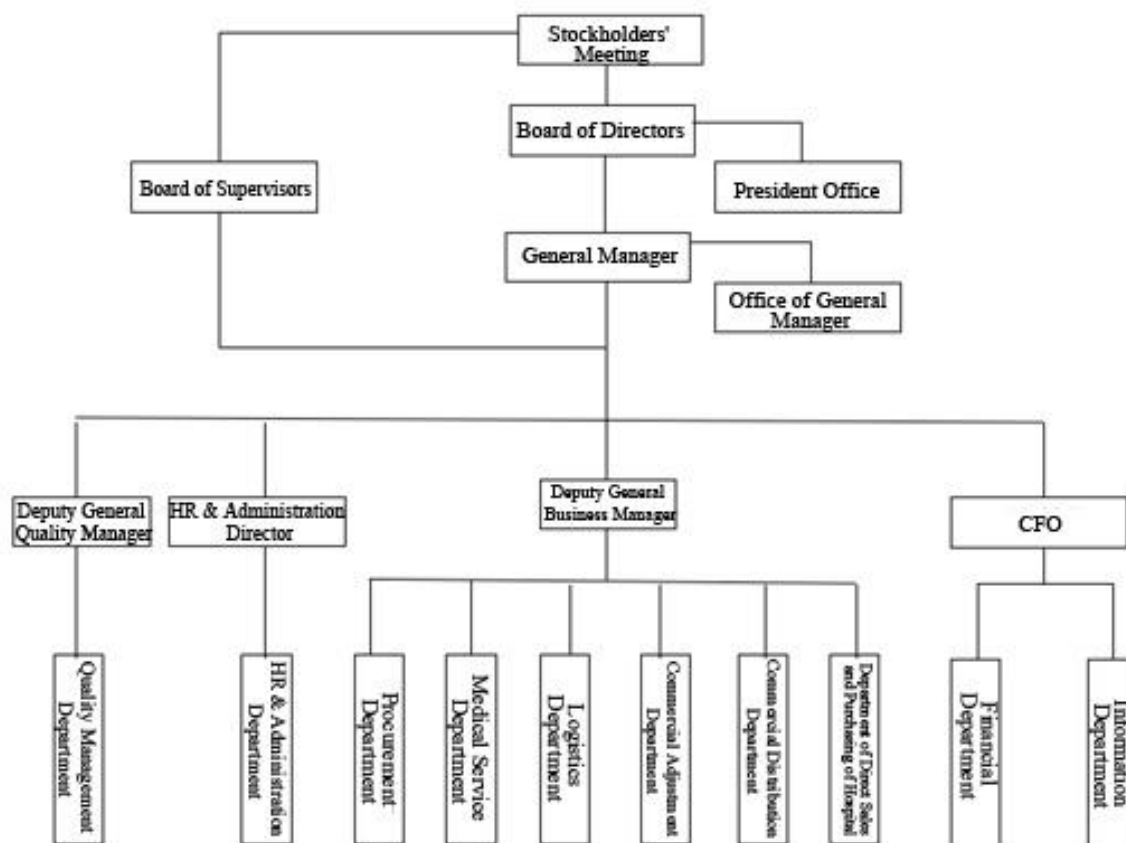 Stockholders'
Meeting
Board of Directors
Board of Supervisors
President Office
General Manager
Office of General
Manager
Deputy General
Quality Manager
HR & Administration
Director
Deputy General
Business Manager
CFO
Quality Management
Department
HR & Administration
Department
Procurement
Department
Medical Service
Department
Logistics
Department
Commercial Adjustment
Department
Commercial Distribution
Department
Department of Direct Sales
and Purchasing of Hospital
Financial
Department
Information
Department